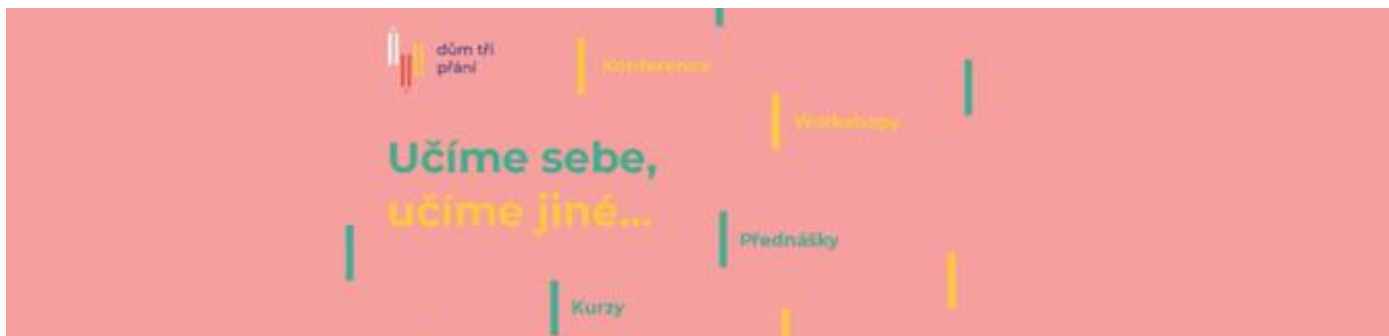 dům tří
přání
Konference
Workshopy
Učíme sebe,
učíme jiné...
Přednášky
Kurzy